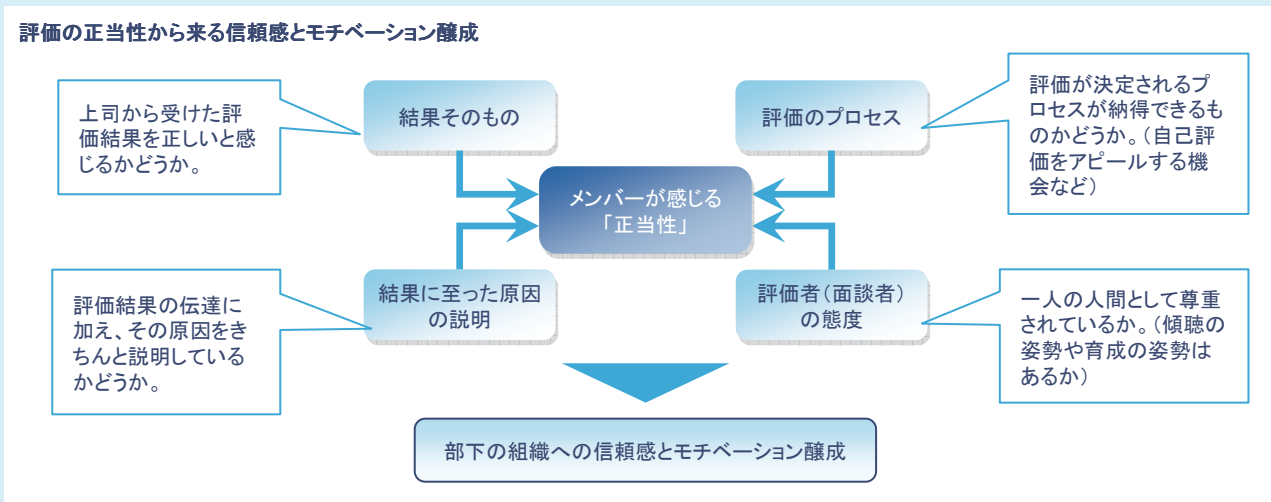 評価の正当性から来る信頼感とモチベーション醸成
上司から受けた評
価結果を正しいと感
じるかどうか。
結果そのもの
評価のプロセス
評価が決定されるプ
ロセスが納得できるも
のかどうか。（自己評
価をアピールする機
会など）
メンバーが感じる
「正当性」
評価結果の伝達に
加え、その原因をき
ちんと説明している
かどうか。
結果に至った原因
の説明
評価者（面談者）
の態度
一人の人間として尊重
されているか。（傾聴の
姿勢や育成の姿勢は
あるか）
部下の組織への信頼感とモチベーション醸成